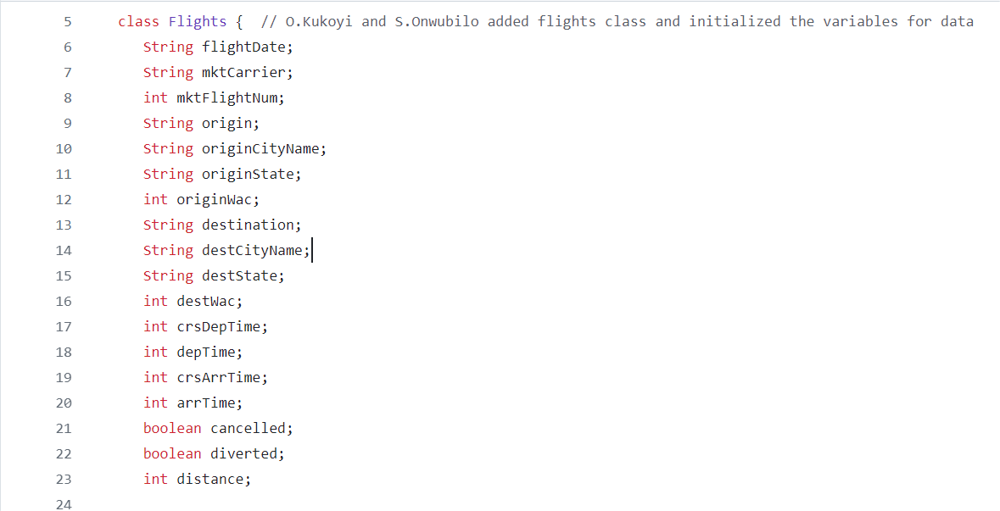 5 class Flights { // O.Kukoyi and S.Onwubilo added flights class and initialized the variables for data
6 String flightDate;
7 String mktCarrier;
8 int mktFlightNum;
9 String origin;
10 String originCityName;
11 String originState;
12 int originWac;
13 String destination;
14 String destCityName;
15 String destState;
16 int destWac;
17 int crsDepTime;
18 int depTime;
19 int crsArrTime;
20 int arrTime;
21 boolean cancelled;
22 boolean diverted;
23 int distance;
24